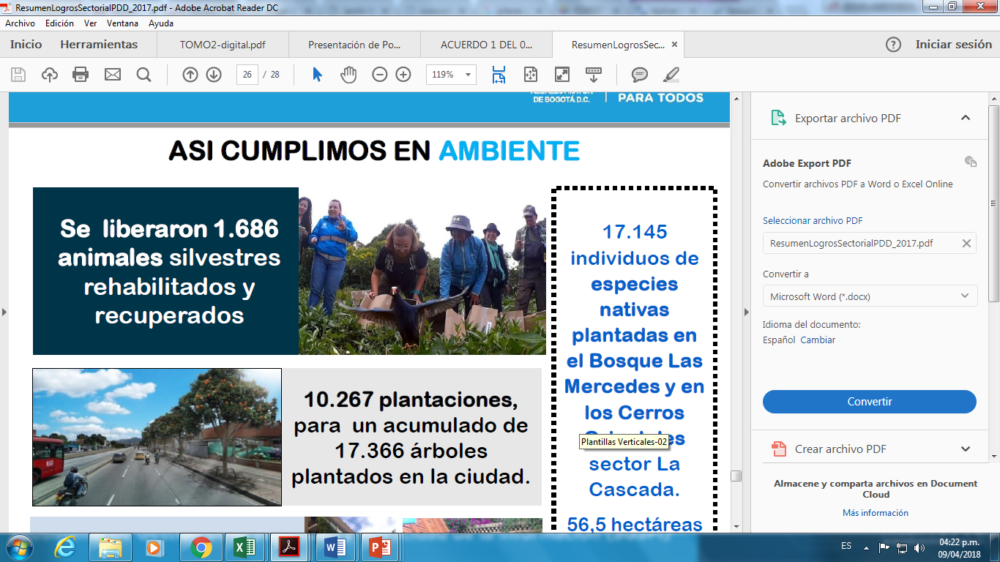 ResumenLogrosSectorialPDD_2017.pdf - Adobe Acrobat Reader DC
Archivo Edición Ver Ventana Ayuda
Inicio Herramientas TOMO2-digital.pdf Presentación de Po... ACUERDO 1 DEL 0... ResumenLogrosSec... × ? Iniciar sesión
26 / 28 119%
DE BOGOTÁ D.C. PARA TODOS
ASI CUMPLIMOS EN AMBIENTE
Se liberaron 1.686
animales silvestres
rehabilitados y
recuperados
10.267 plantaciones,
para un acumulado de
17.366 árboles
plantados en la ciudad.
17.145
individuos de
especies
nativas
plantadas en
el Bosque Las
Mercedes y en
los Cerros
Plantillas Verticales-02
sector La
Cascada.
56,5 hectáreas
Exportar archivo PDF
Adobe Export PDF
Convertir archivos PDF a Word o Excel Online
Seleccionar archivo PDF
ResumenLogrosSectorialPDD_2017.pdf
Convertir a
Microsoft Word (*.docx)
Idioma del documento:
Español Cambiar
Convertir
Crear archivo PDF
Almacene y comparta archivos en Document
Cloud
Más información
ES 04:22 p.m.
09/04/2018